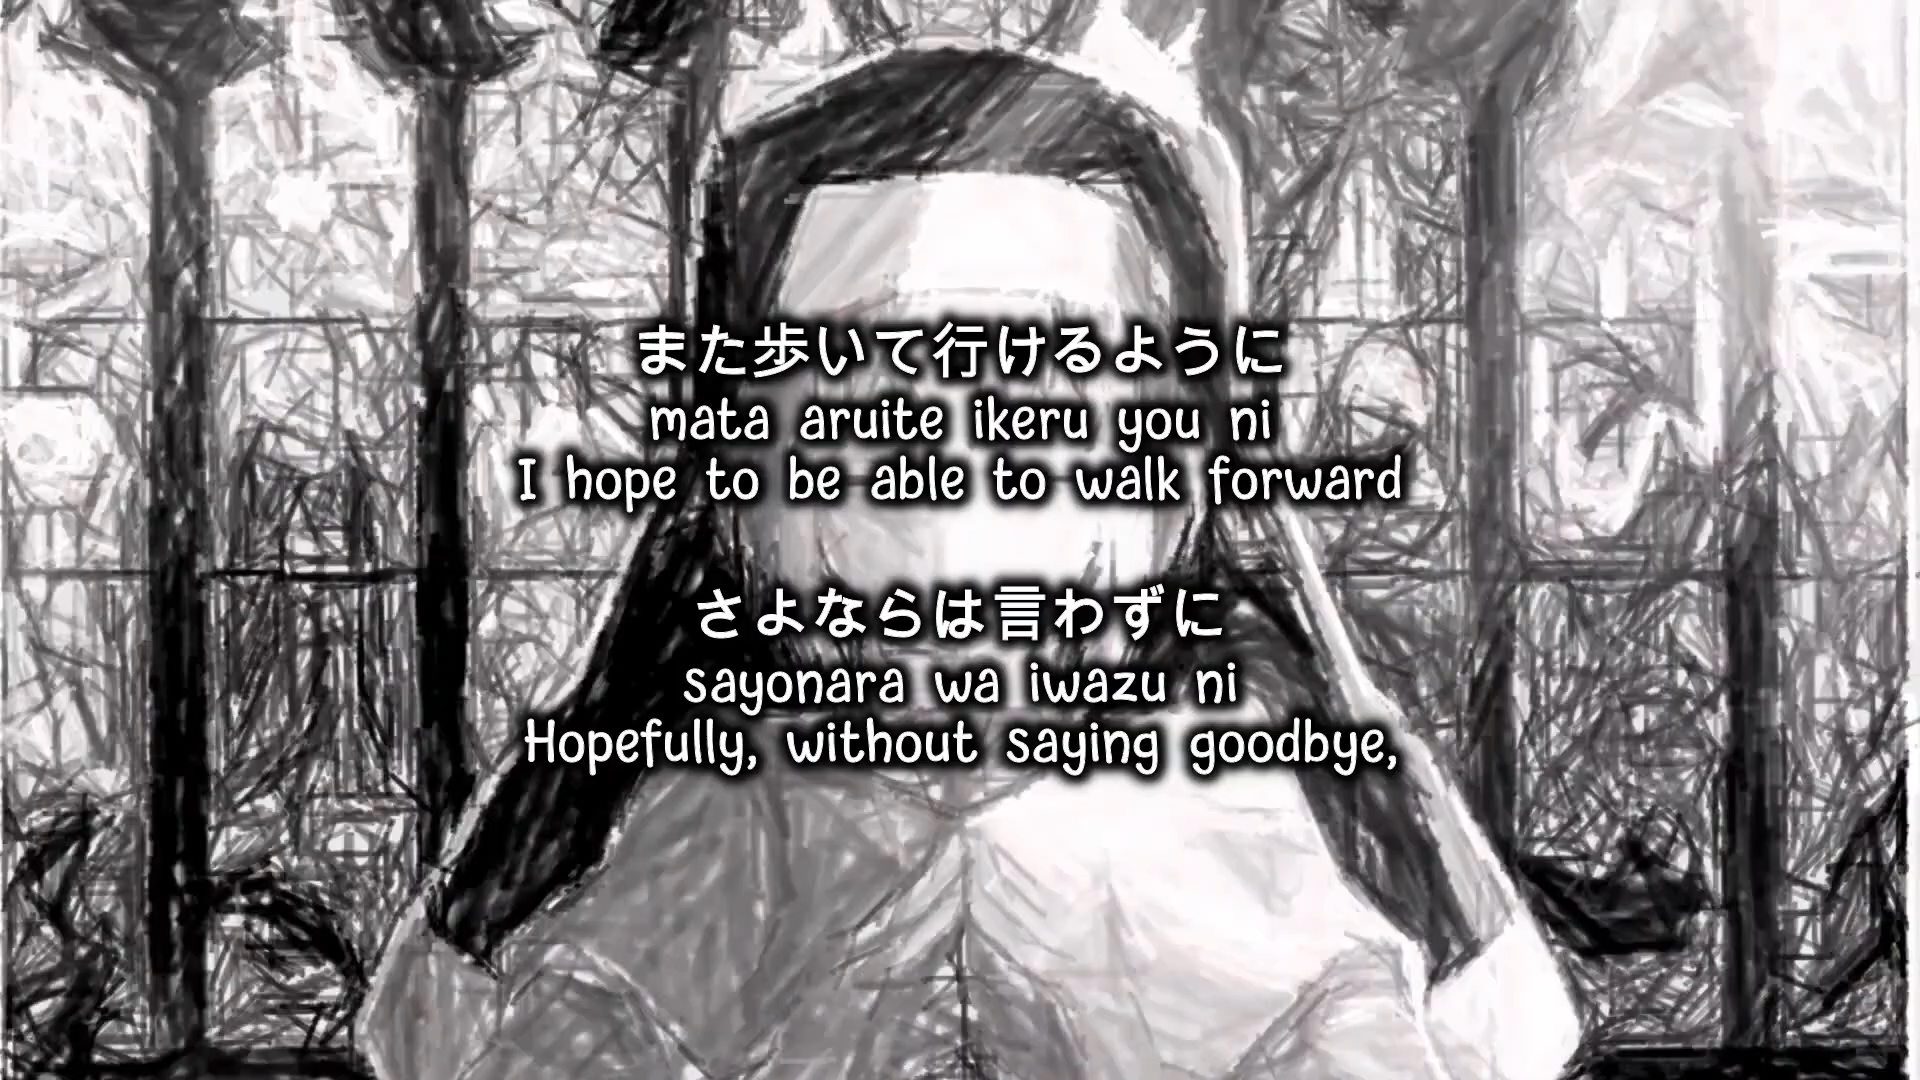 また歩いて行けるように
mata aruite ikeru you ni
I hope to be able to walk forward
さよならは言わずに
sayonara wa iwazu ni
Hopefully, without saying goodbye,